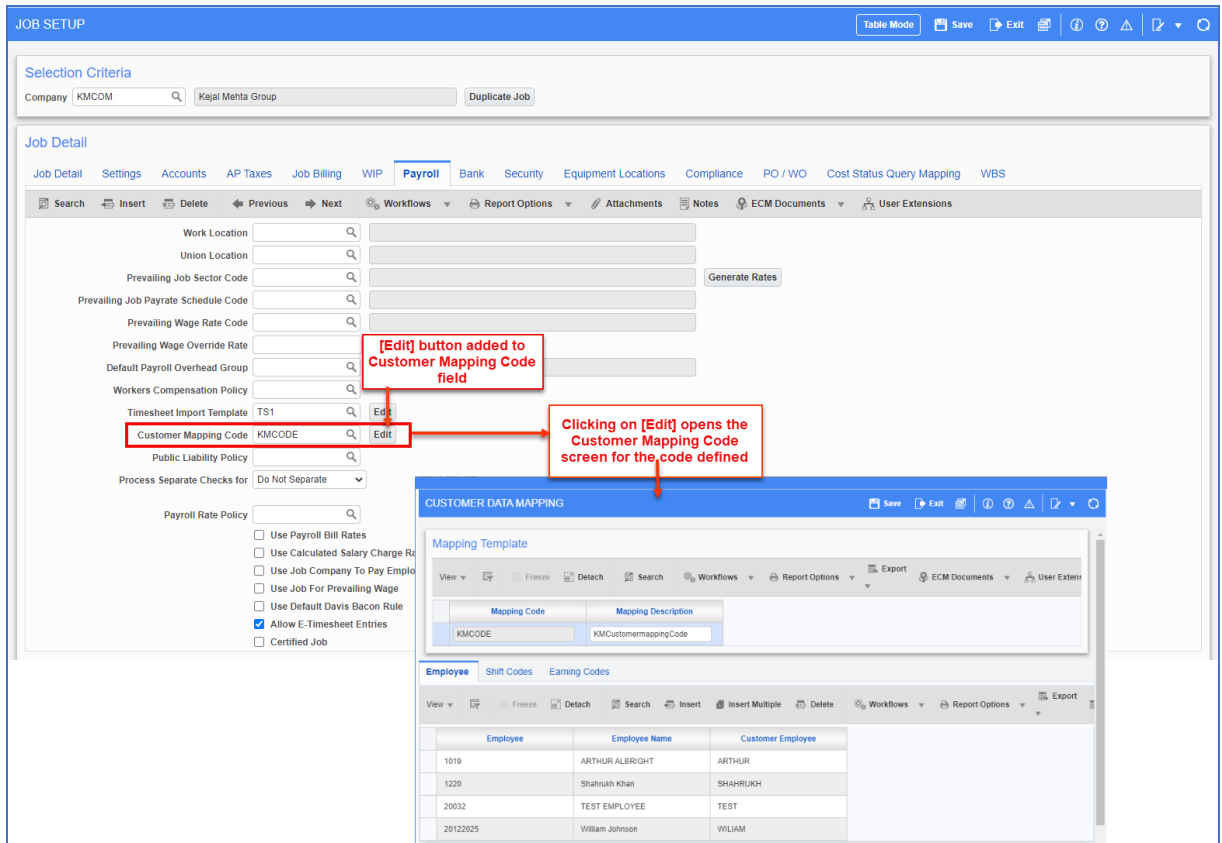 JOB SETUP
Table Mode Save Exit
Selection Criteria
Company KMCOM Kejal Mehta Group Duplicate Job
Job Detail
Job Detail Settings Accounts AP Taxes Job Billing WIP Payroll Bank Security Equipment Locations Compliance PO / WO Cost Status Query Mapping WBS
Search Insert Delete Previous Next Workflows Report Options Attachments Notes ECM Documents User Extensions
Work Location
Union Location
Prevailing Job Sector Code Generate Rates
Prevailing Job Payrate Schedule Code
Prevailing Wage Rate Code
Prevailing Wage Override Rate
[Edit] button added to
Customer Mapping Code
field
Default Payroll Overhead Group
Workers Compensation Policy
Timesheet Import Template TS1 Edit
Customer Mapping Code KMCODE Edit
Clicking on [Edit] opens the
Customer Mapping Code
screen for the code defined
Public Liability Policy
Process Separate Checks for Do Not Separate
Payroll Rate Policy
Use Payroll Bill Rates
Use Calculated Salary Charge Ra
Use Job Company To Pay Emplo
Use Job For Prevailing Wage
Use Default Davis Bacon Rule
Allow E-Timesheet Entries
Certified Job
CUSTOMER DATA MAPPING Save Exit
Mapping Template
View Freeze Detach Search Workflows Report Options Export ECM Documents User Extens
Mapping Code Mapping Description
KMCODE KMCustomermappingCode
Employee Shift Codes Earning Codes
View Freeze Detach Search Insert Insert Multiple Delete Workflows Report Options Export
Employee Employee Name Customer Employee
1019 ARTHUR ALBRIGHT ARTHUR
1220 Shahrukh Khan SHAHRUKH
20032 TEST EMPLOYEE TEST
20122025 William Johnson WILIAM